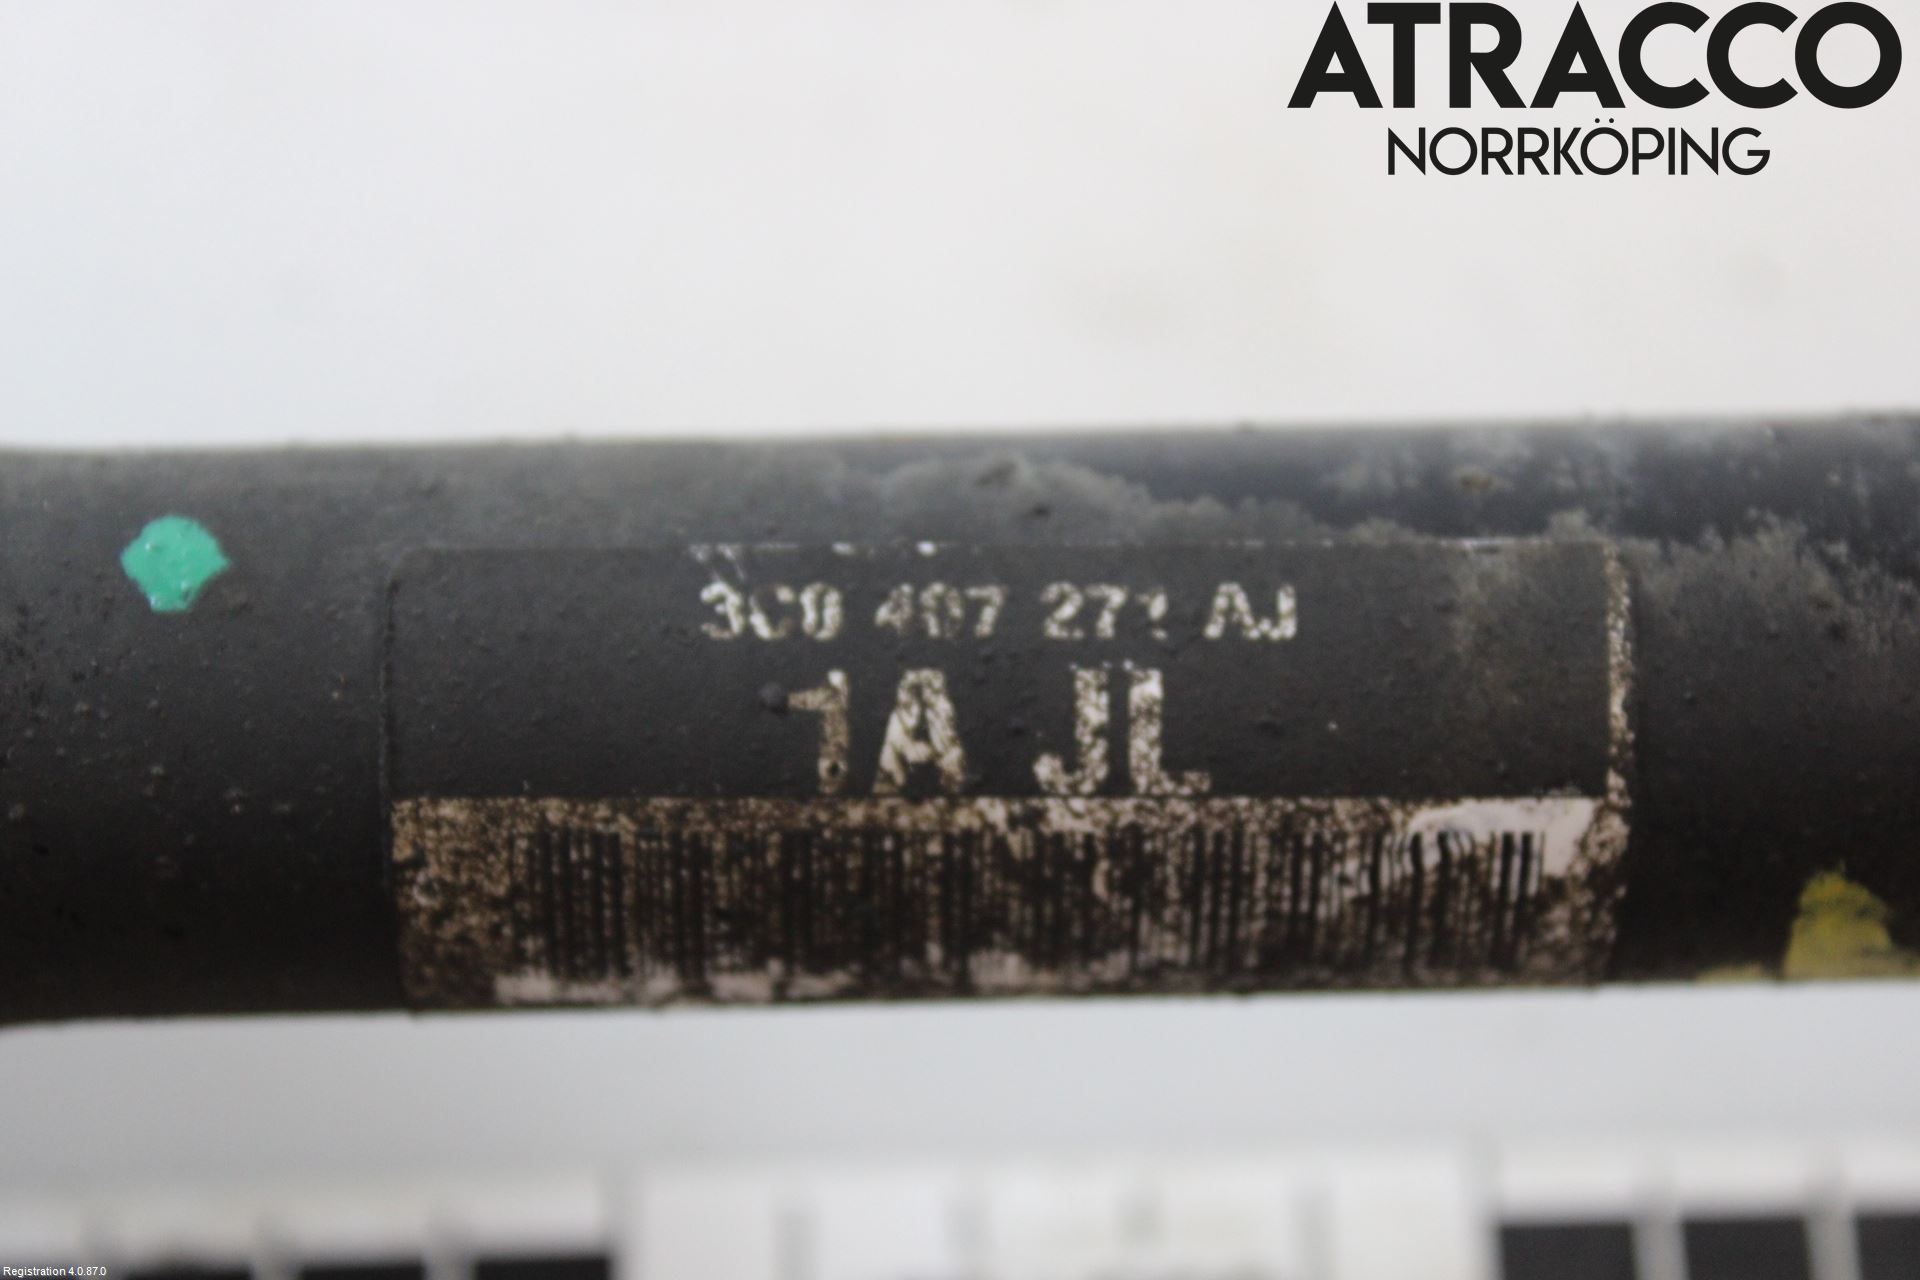 ATRACCO
NORRKÖPING
3C0 407 271 AJ
1A JL
Registration 4.0.87.0